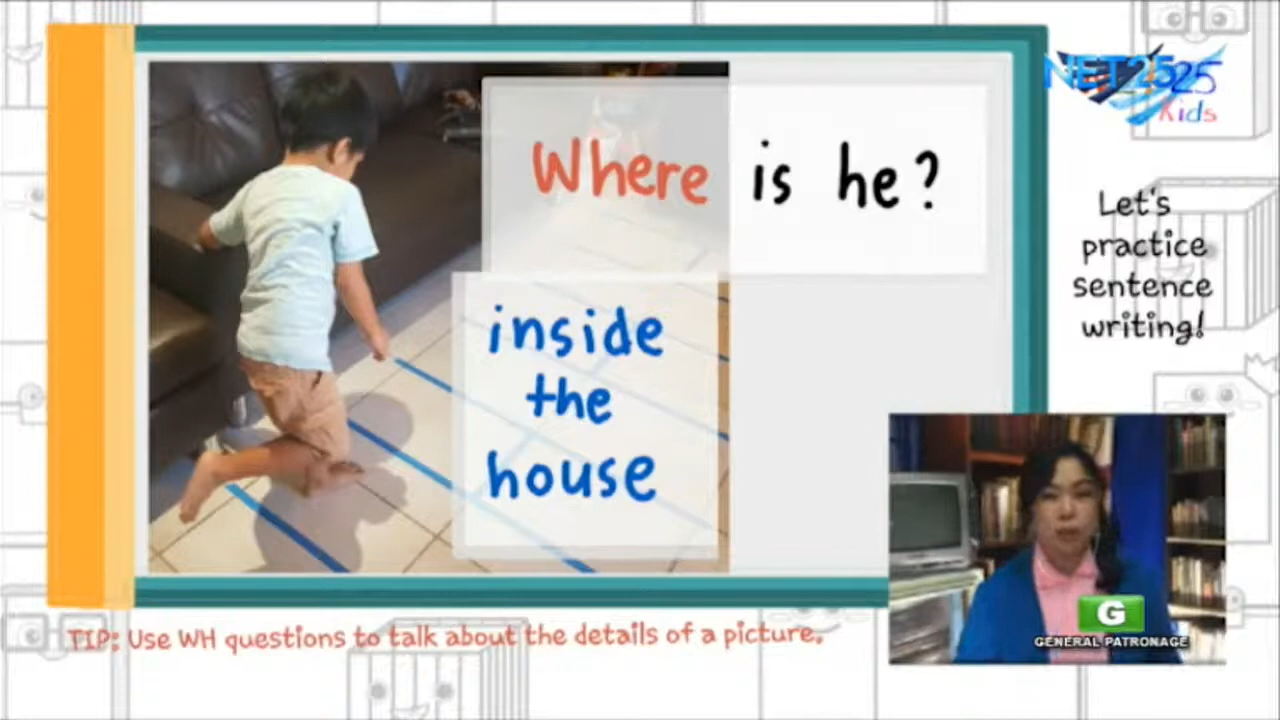 Where is he?
inside
the
house
NET25
25
Kids
Let's
practice
sentence
writing!
G
GENERAL PATRONAGE
TIP: Use WH questions to talk about the details of a picture.